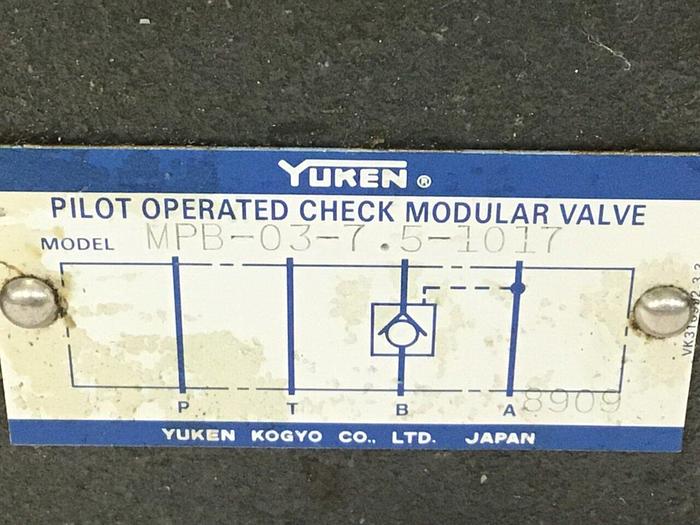 YUKEN ®
PILOT OPERATED CHECK MODULAR VALVE
MODEL MPB-03-7.5-1017
P T B A 8909
YUKEN KOGYO CO., LTD. JAPAN